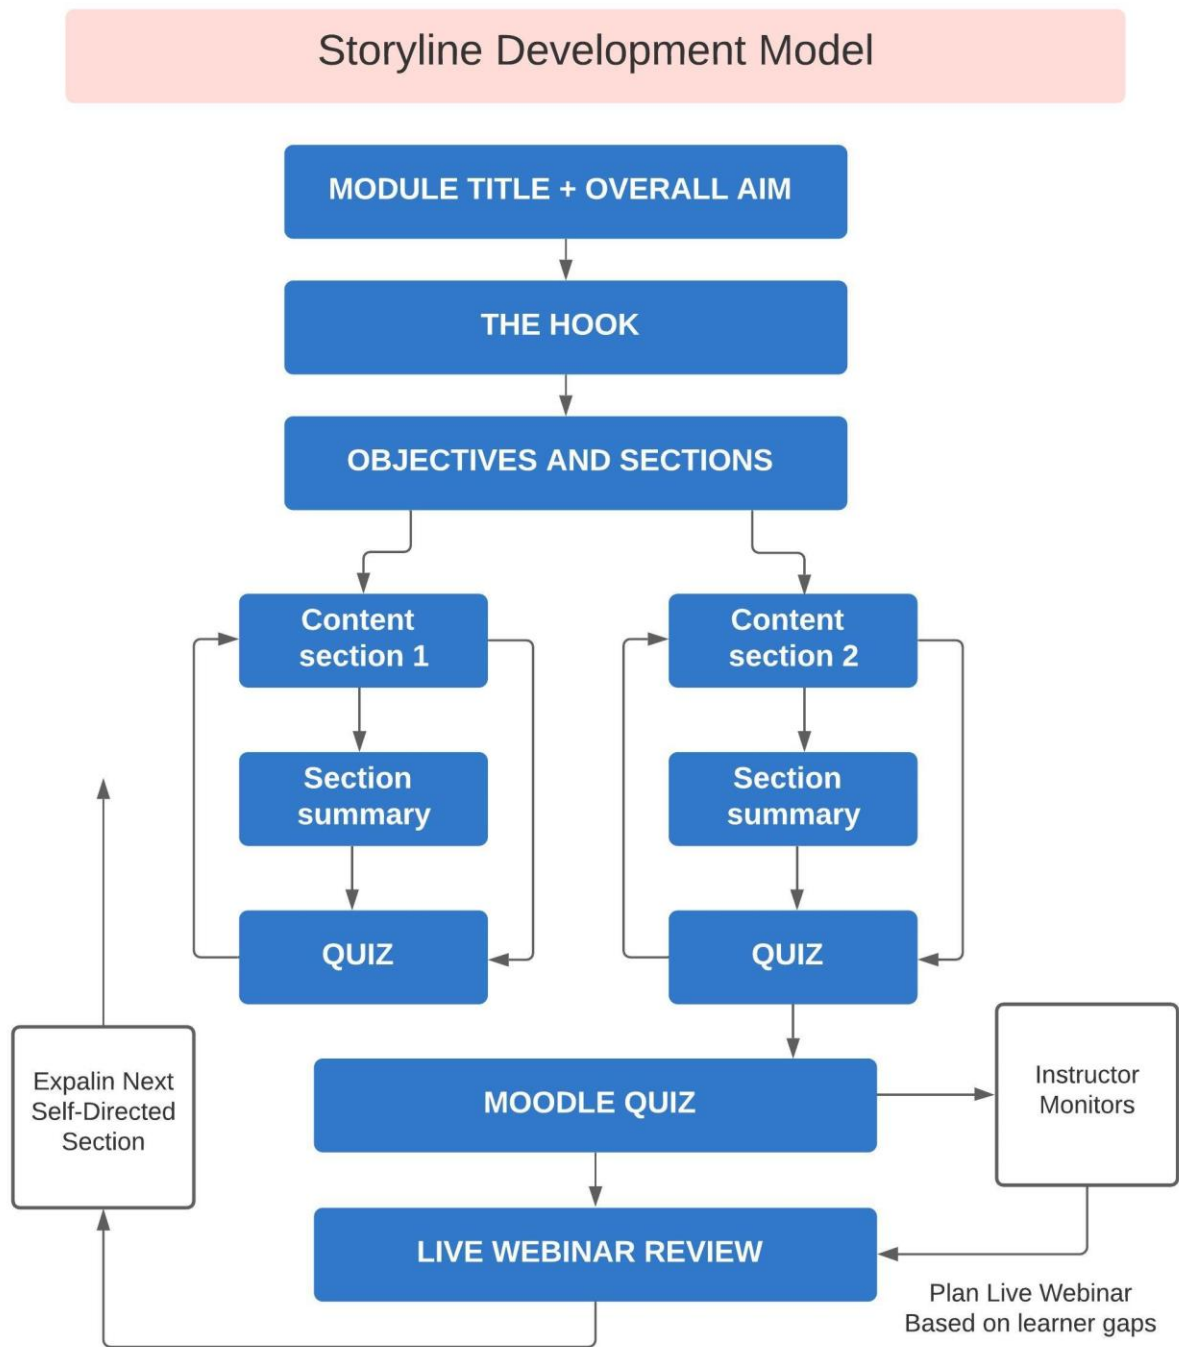 Storyline Development Model
MODULE TITLE + OVERALL AIM
THE HOOK
OBJECTIVES AND SECTIONS
Content
section 1
Content
section 2
Section
summary
Section
summary
QUIZ
QUIZ
Expalin Next
Self-Directed
Section
MOODLE QUIZ
Instructor
Monitors
LIVE WEBINAR REVIEW
Plan Live Webinar
Based on learner gaps